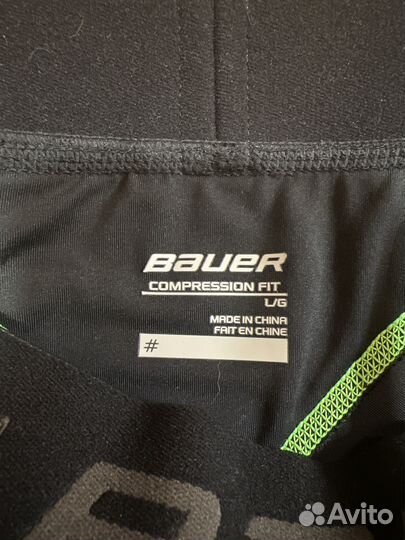 BAUER
COMPRESSION FIT
L/G
MADE IN CHINA
FAIT EN CHINE
#
Avito